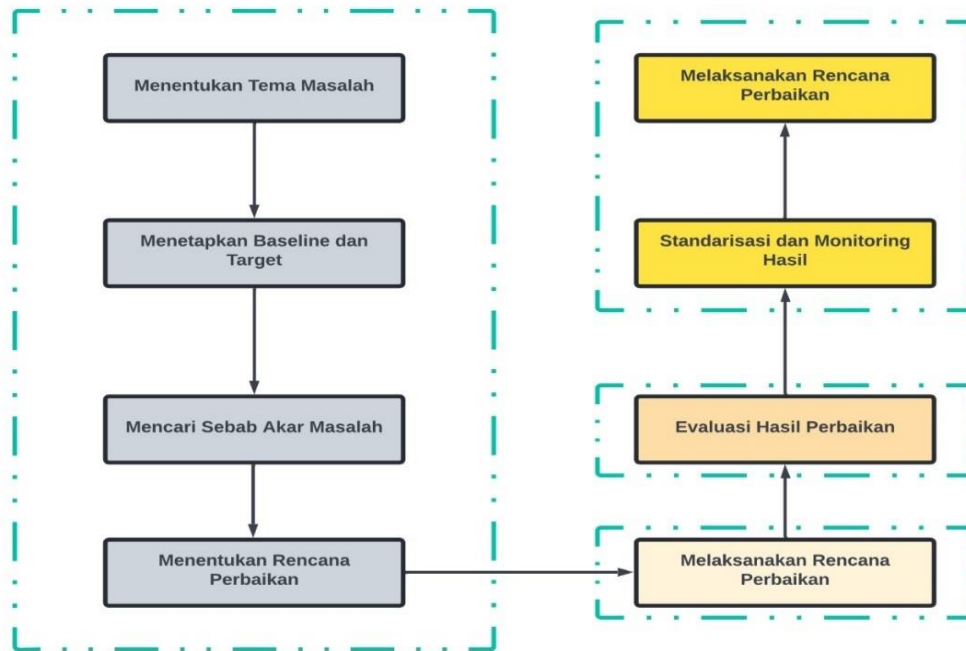 Menentukan Tema Masalah
Menetapkan Baseline dan
Target
Mencari Sebab Akar Masalah
Menentukan Rencana
Perbaikan
Melaksanakan Rencana
Perbaikan
Evaluasi Hasil Perbaikan
Standarisasi dan Monitoring
Hasil
Melaksanakan Rencana
Perbaikan